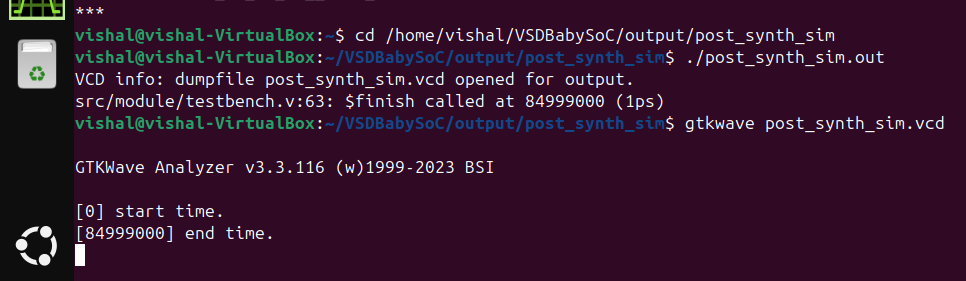 ***
vishal@vishal-VirtualBox:~$ cd /home/vishal/VSDBabySoC/output/post_synth_sim
vishal@vishal-VirtualBox:~/VSDBabySoC/output/post_synth_sim$ ./post_synth_sim.out
VCD info: dumpfile post_synth_sim.vcd opened for output.
src/module/testbench.v:63: $finish called at 84999000 (1ps)
vishal@vishal-VirtualBox:~/VSDBabySoC/output/post_synth_sim$ gtkwave post_synth_sim.vcd
GTKWave Analyzer v3.3.116 (w)1999-2023 BSI
[0] start time.
[84999000] end time.